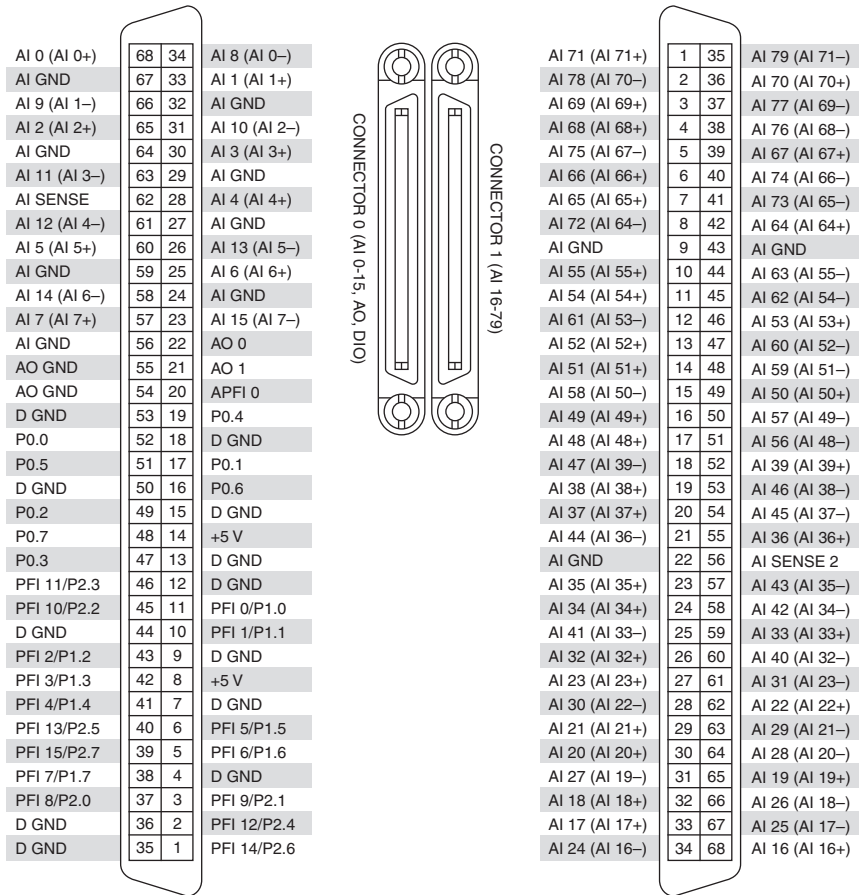 AI 0 (AI 0+) 68 34 AI 8 (AI 0–)
AI GND 67 33 AI 1 (AI 1+)
AI 9 (AI 1–) 66 32 AI GND
AI 2 (AI 2+) 65 31 AI 10 (AI 2–)
AI GND 64 30 AI 3 (AI 3+)
AI 11 (AI 3–) 63 29 AI GND
AI SENSE 62 28 AI 4 (AI 4+)
AI 12 (AI 4–) 61 27 AI GND
AI 5 (AI 5+) 60 26 AI 13 (AI 5–)
AI GND 59 25 AI 6 (AI 6+)
AI 14 (AI 6–) 58 24 AI GND
AI 7 (AI 7+) 57 23 AI 15 (AI 7–)
AI GND 56 22 AO 0
AO GND 55 21 AO 1
AO GND 54 20 APFI 0
D GND 53 19 P0.4
P0.0 52 18 D GND
P0.5 51 17 P0.1
D GND 50 16 P0.6
P0.2 49 15 D GND
P0.7 48 14 +5 V
P0.3 47 13 D GND
PFI 11/P2.3 46 12 D GND
PFI 10/P2.2 45 11 PFI 0/P1.0
D GND 44 10 PFI 1/P1.1
PFI 2/P1.2 43 9 D GND
PFI 3/P1.3 42 8 +5 V
PFI 4/P1.4 41 7 D GND
PFI 13/P2.5 40 6 PFI 5/P1.5
PFI 15/P2.7 39 5 PFI 6/P1.6
PFI 7/P1.7 38 4 D GND
PFI 8/P2.0 37 3 PFI 9/P2.1
D GND 36 2 PFI 12/P2.4
D GND 35 1 PFI 14/P2.6
CONNECTOR 0 (AI 0-15, AO, DIO)
CONNECTOR 1 (AI 16-79)
AI 71 (AI 71+) 1 35 AI 79 (AI 71–)
AI 78 (AI 70–) 2 36 AI 70 (AI 70+)
AI 69 (AI 69+) 3 37 AI 77 (AI 69–)
AI 68 (AI 68+) 4 38 AI 76 (AI 68–)
AI 75 (AI 67–) 5 39 AI 67 (AI 67+)
AI 66 (AI 66+) 6 40 AI 74 (AI 66–)
AI 65 (AI 65+) 7 41 AI 73 (AI 65–)
AI 72 (AI 64–) 8 42 AI 64 (AI 64+)
AI GND 9 43 AI GND
AI 55 (AI 55+) 10 44 AI 63 (AI 55–)
AI 54 (AI 54+) 11 45 AI 62 (AI 54–)
AI 61 (AI 53–) 12 46 AI 53 (AI 53+)
AI 52 (AI 52+) 13 47 AI 60 (AI 52–)
AI 51 (AI 51+) 14 48 AI 59 (AI 51–)
AI 58 (AI 50–) 15 49 AI 50 (AI 50+)
AI 49 (AI 49+) 16 50 AI 57 (AI 49–)
AI 48 (AI 48+) 17 51 AI 56 (AI 48–)
AI 47 (AI 39–) 18 52 AI 39 (AI 39+)
AI 38 (AI 38+) 19 53 AI 46 (AI 38–)
AI 37 (AI 37+) 20 54 AI 45 (AI 37–)
AI 44 (AI 36–) 21 55 AI 36 (AI 36+)
AI GND 22 56 AI SENSE 2
AI 35 (AI 35+) 23 57 AI 43 (AI 35–)
AI 34 (AI 34+) 24 58 AI 42 (AI 34–)
AI 41 (AI 33–) 25 59 AI 33 (AI 33+)
AI 32 (AI 32+) 26 60 AI 40 (AI 32–)
AI 23 (AI 23+) 27 61 AI 31 (AI 23–)
AI 30 (AI 22–) 28 62 AI 22 (AI 22+)
AI 21 (AI 21+) 29 63 AI 29 (AI 21–)
AI 20 (AI 20+) 30 64 AI 28 (AI 20–)
AI 27 (AI 19–) 31 65 AI 19 (AI 19+)
AI 18 (AI 18+) 32 66 AI 26 (AI 18–)
AI 17 (AI 17+) 33 67 AI 25 (AI 17–)
AI 24 (AI 16–) 34 68 AI 16 (AI 16+)